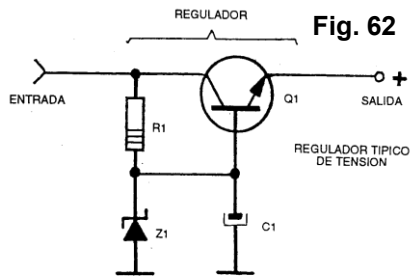 REGULADOR
Fig. 62
ENTRADA
R1
Q1
+
SALIDA
REGULADOR TIPICO
DE TENSION
Z1
C1